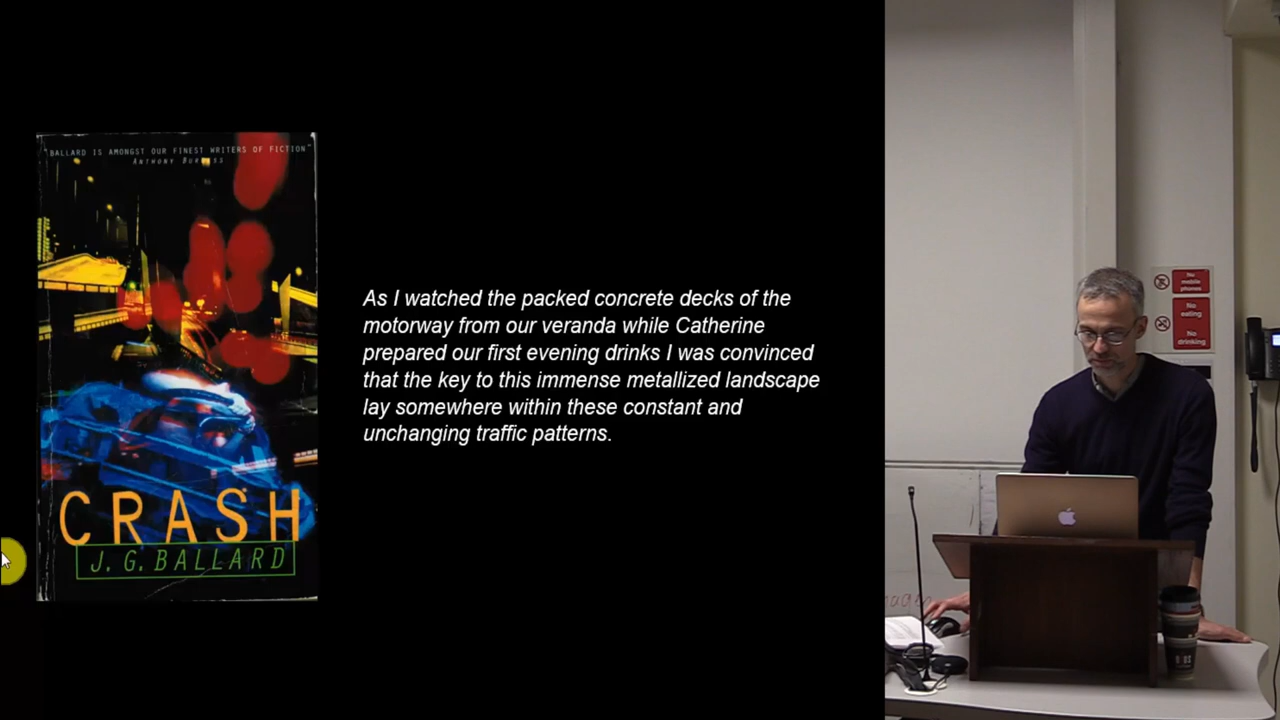 "BALLARD IS AMONGST OUR FINEST WRITERS OF FICTION"
ANTHONY BURGESS
CRASH
J. G. BALLARD
As I watched the packed concrete decks of the
motorway from our veranda while Catherine
prepared our first evening drinks I was convinced
that the key to this immense metallized landscape
lay somewhere within these constant and
unchanging traffic patterns.
No
mobile
phones
No
eating
No
drinking